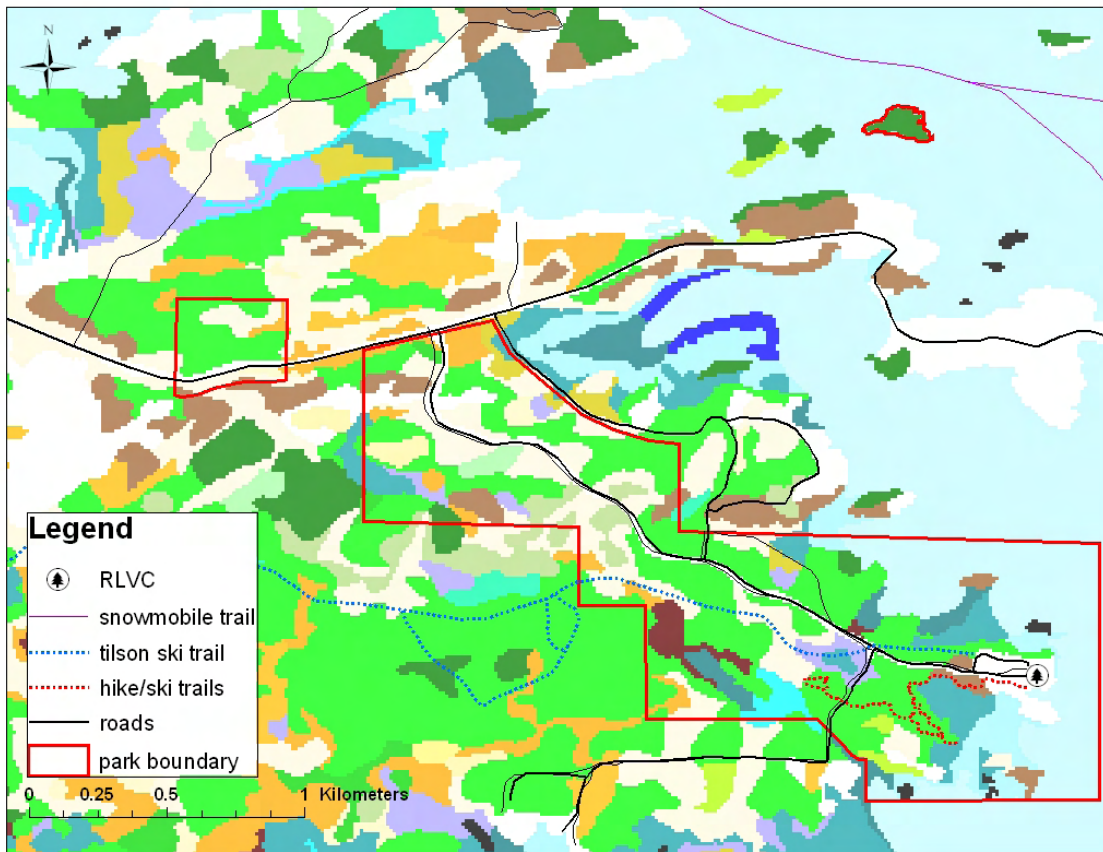 N
Legend
RLVC
snowmobile trail
tilson ski trail
hike/ski trails
roads
park boundary
0 0.25 0.5 1 Kilometers